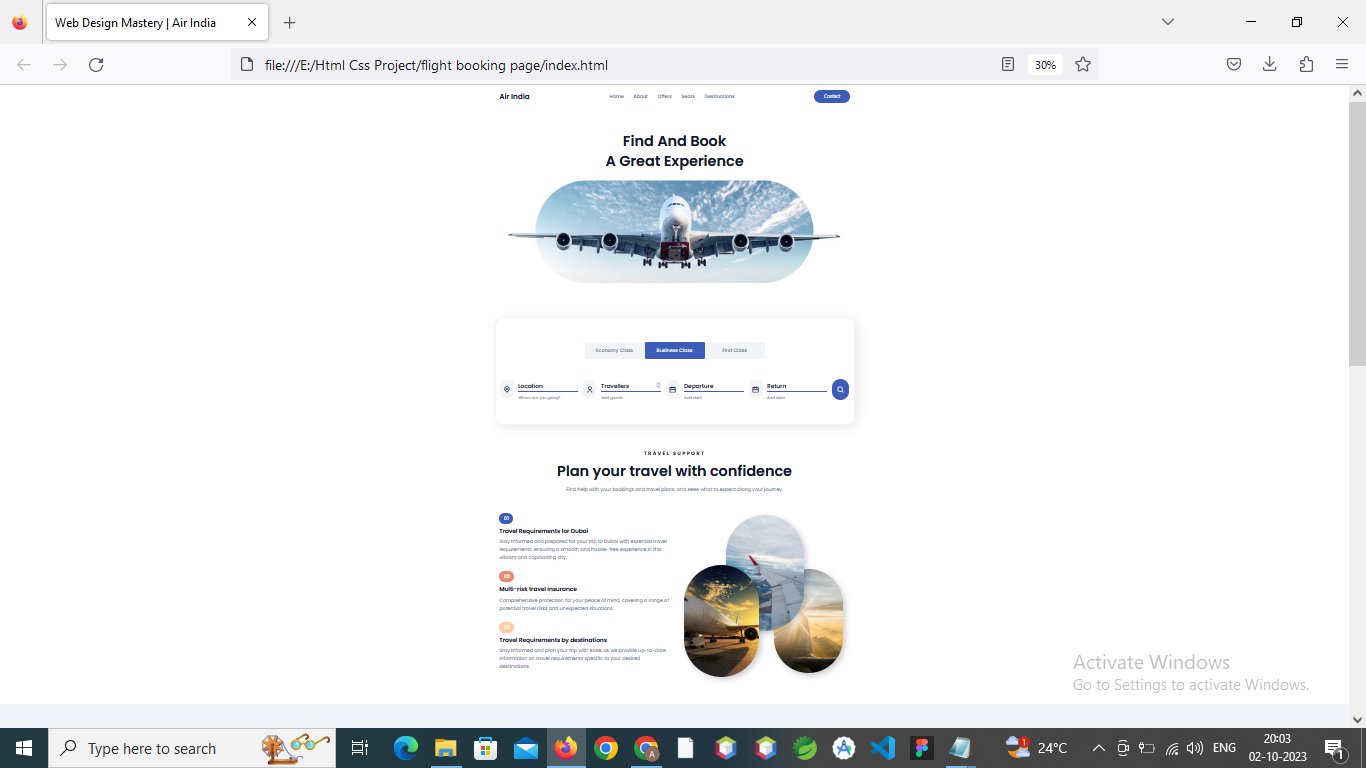 Web Design Mastery | Air India
file:///E:/Html Css Project/flight booking page/index.html
30%
Air India
Home About Offers Seats Destinations
Contact
Find And Book
A Great Experience
Economy Class Business Class First Class
Location Travellers Departure Return
Where are you going? Add guests Add date Add date
TRAVEL SUPPORT
Plan your travel with confidence
Find help with your bookings and travel plans, and seee what to expect along your journey.
01
Travel Requirements for Dubai
Stay informed and prepared for your trip to Dubai with essential travel
requirements, ensuring a smooth and hassle-free experience in this
vibrant and captivating city.
02
Multi-risk travel insurance
Comprehensive protection for your peace of mind, covering a range of
potential travel risks and unexpected situations.
03
Travel Requirements by destinations
Stay informed and plan your trip with ease, as we provide up-to-date
information on travel requirements specific to your desired
destinations.
Activate Windows
Go to Settings to activate Windows.
Type here to search
A
1
24°C
ENG
20:03
02-10-2023
1